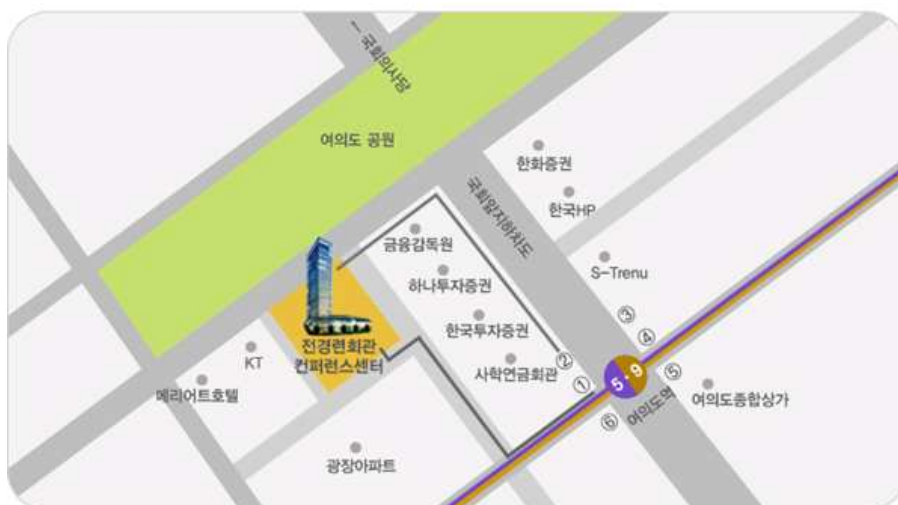 ← 국회의사당
여의도 공원
한화증권
한국HP
국회앞지하차도
금융감독원
S-Trenu
하나투자증권
한국투자증권
③
④
전경련회관
컨퍼런스센터
KT
사학연금회관
②
①
5·9
⑤
메리어트호텔
여의도역
여의도종합상가
⑥
광장아파트